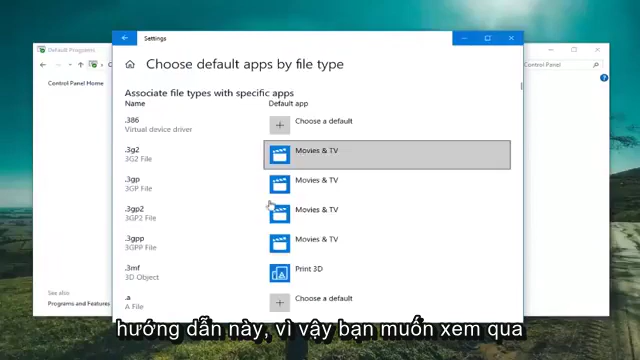 Default Programs
Settings
Control Panel Home
Choose default apps by file type
Control Panel
Associate file types with specific apps
Name
Default app
.386
Virtual device driver
Choose a default
.3g2
3G2 File
Movies & TV
.3gp
3GP File
Movies & TV
.3gp2
3GP2 File
Movies & TV
.3gpp
3GPP File
Movies & TV
.3mf
3D Object
Print 3D
.a
A File
Choose a default
See also
Programs and Features
hướng dẫn này, vì vậy bạn muốn xem qua